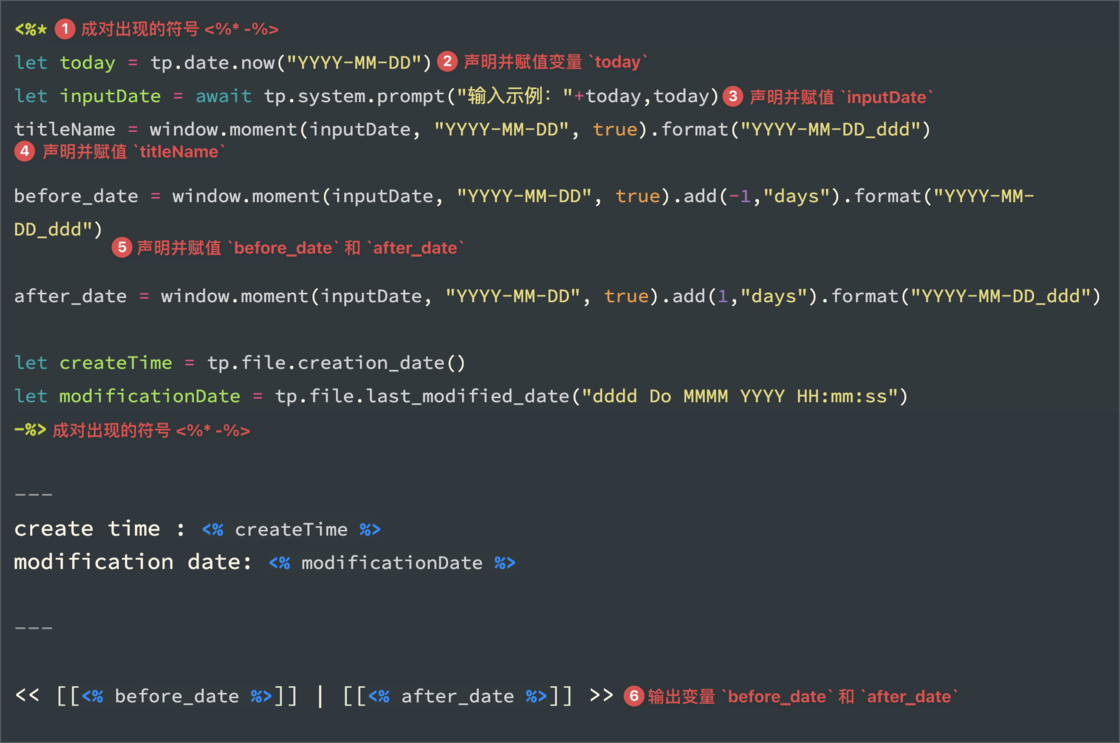 <%* 1 成对出现的符号 <%* -%>
let today = tp.date.now("YYYY-MM-DD") 2 声明并赋值变量 `today`
let inputDate = await tp.system.prompt("输入示例："+today,today) 3 声明并赋值 `inputDate`
titleName = window.moment(inputDate, "YYYY-MM-DD", true).format("YYYY-MM-DD_ddd")
4 声明并赋值 `titleName`
before_date = window.moment(inputDate, "YYYY-MM-DD", true).add(-1,"days").format("YYYY-MM-
DD_ddd")
5 声明并赋值 `before_date` 和 `after_date`
after_date = window.moment(inputDate, "YYYY-MM-DD", true).add(1,"days").format("YYYY-MM-DD_ddd")
let createTime = tp.file.creation_date()
let modificationDate = tp.file.last_modified_date("dddd Do MMMM YYYY HH:mm:ss")
-%> 成对出现的符号 <%* -%>
---
create time : <% createTime %>
modification date: <% modificationDate %>
---
<< [[<% before_date %>]] | [[<% after_date %>]] >> 6 输出变量 `before_date` 和 `after_date`